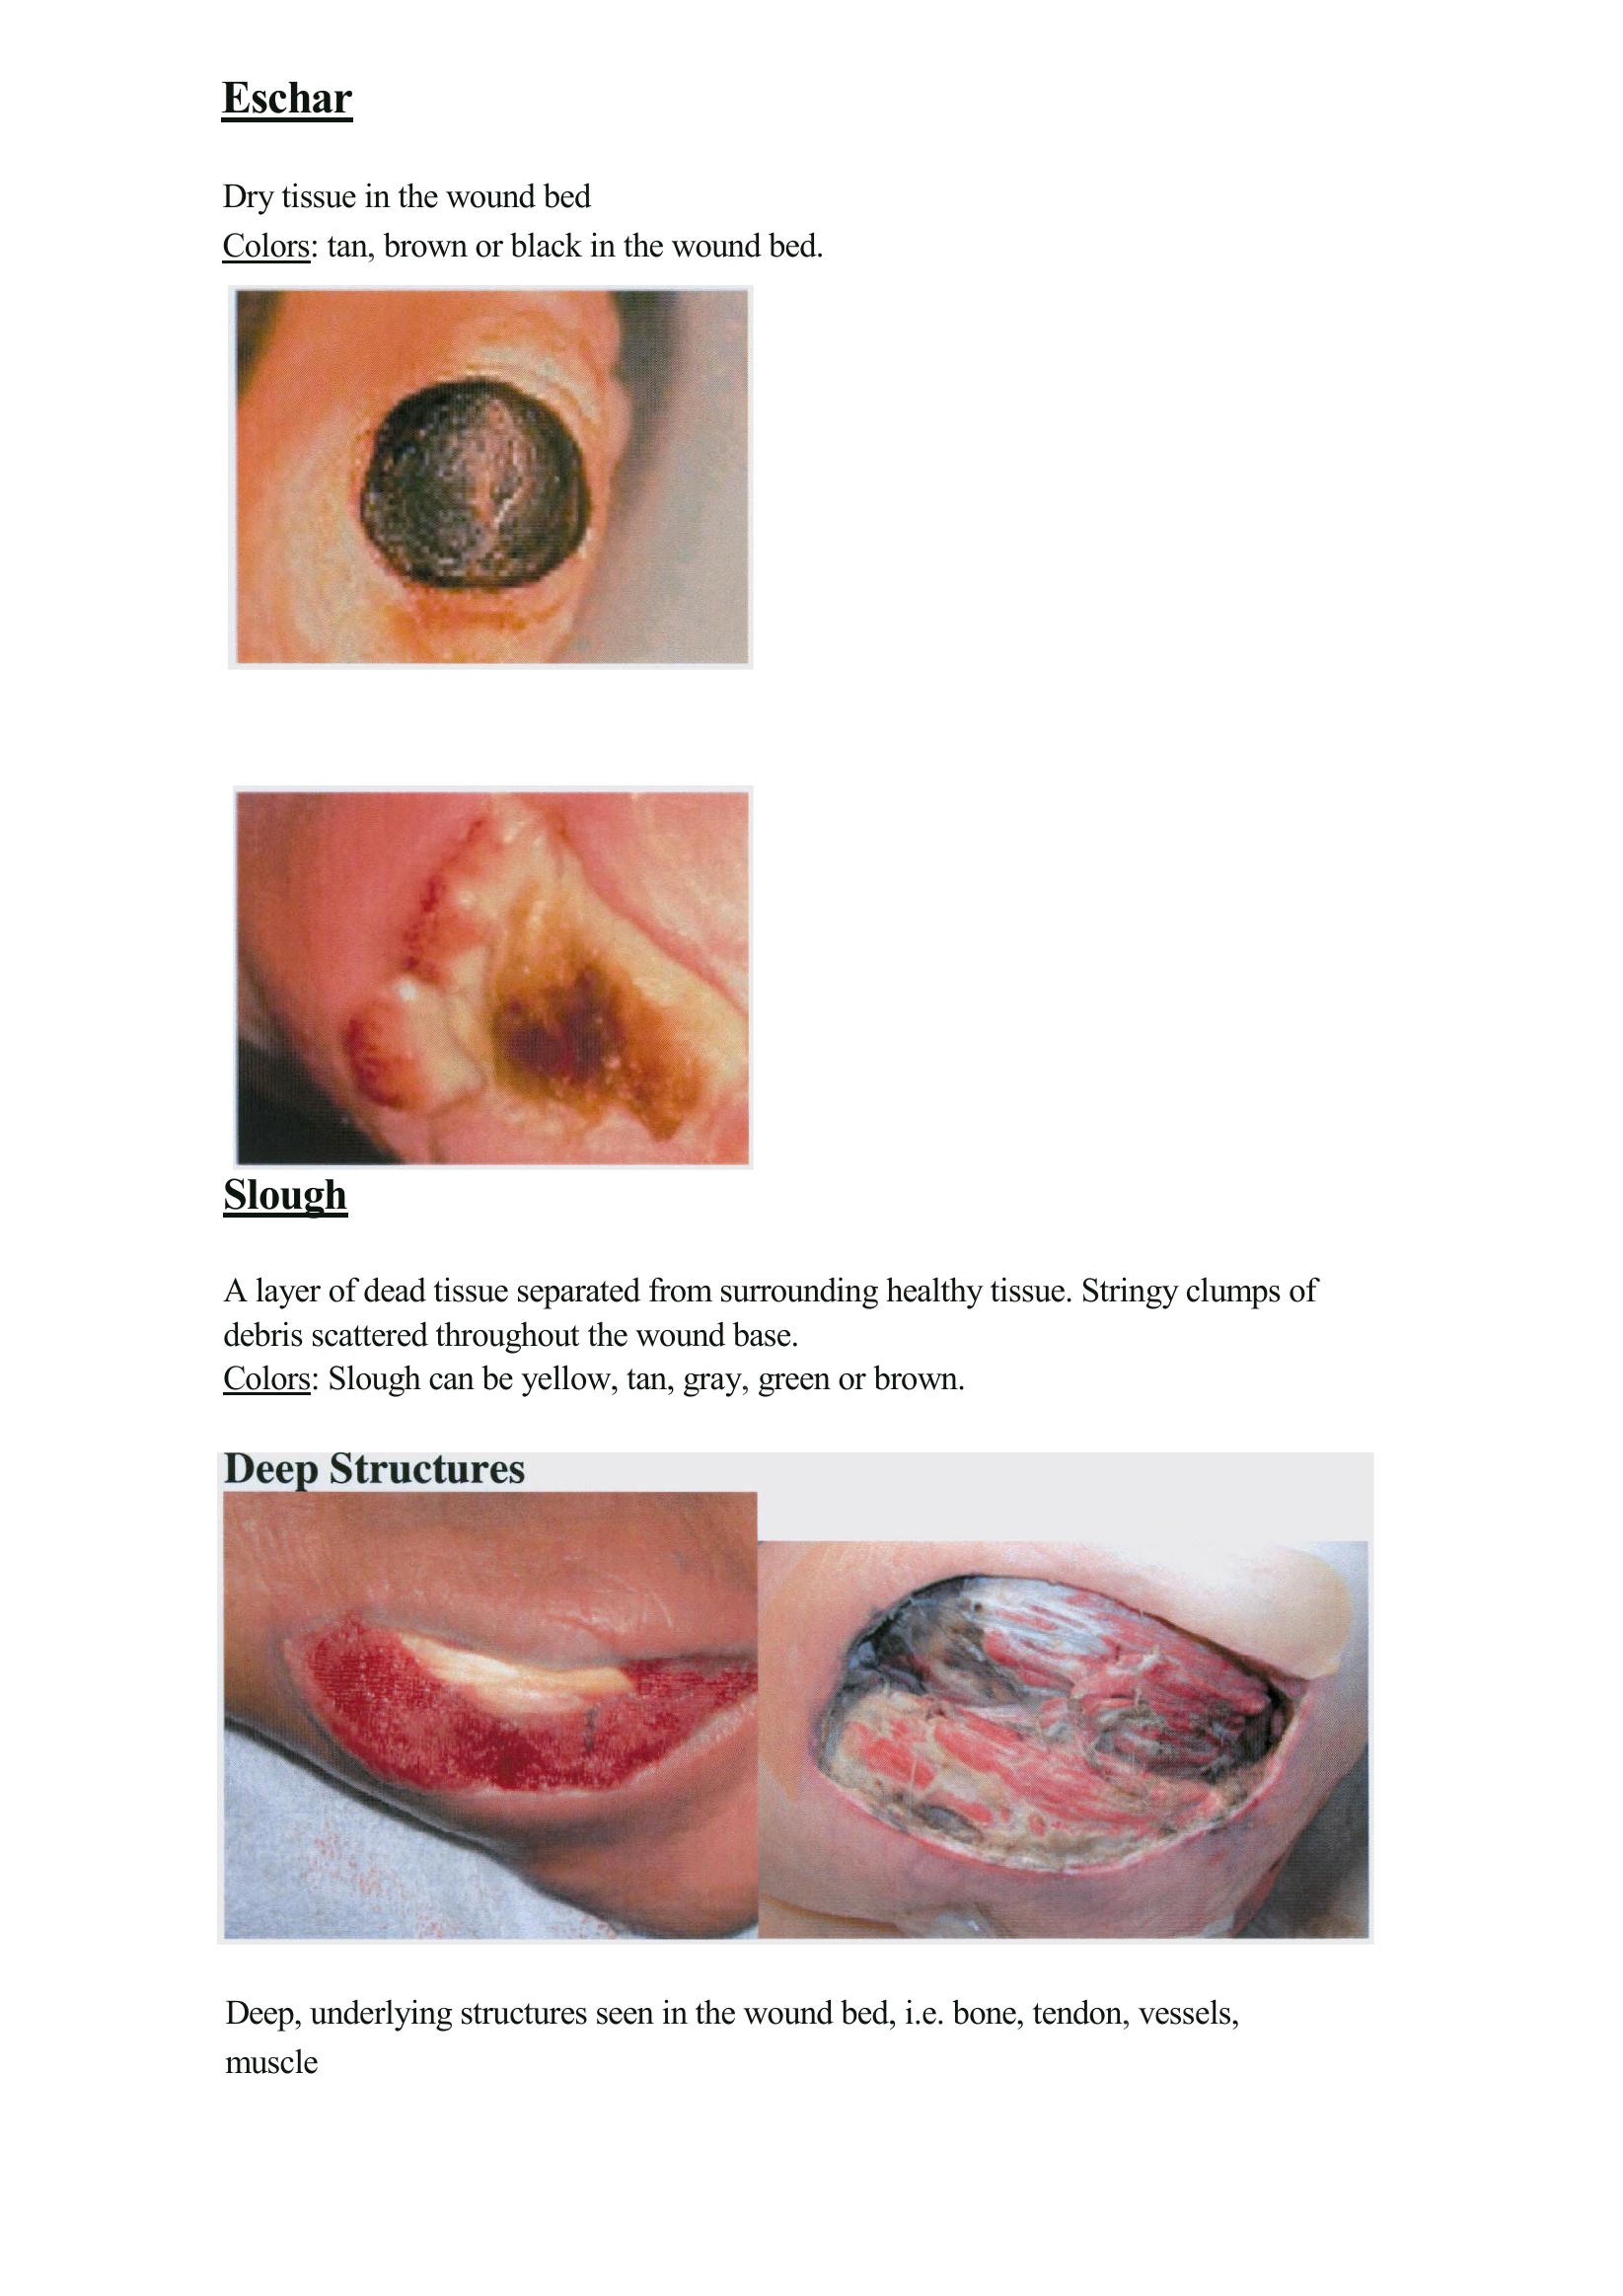 Eschar
Dry tissue in the wound bed
Colors: tan, brown or black in the wound bed.
Slough
A layer of dead tissue separated from surrounding healthy tissue. Stringy clumps of
debris scattered throughout the wound base.
Colors: Slough can be yellow, tan, gray, green or brown.
Deep Structures
Deep, underlying structures seen in the wound bed, i.e. bone, tendon, vessels,
muscle